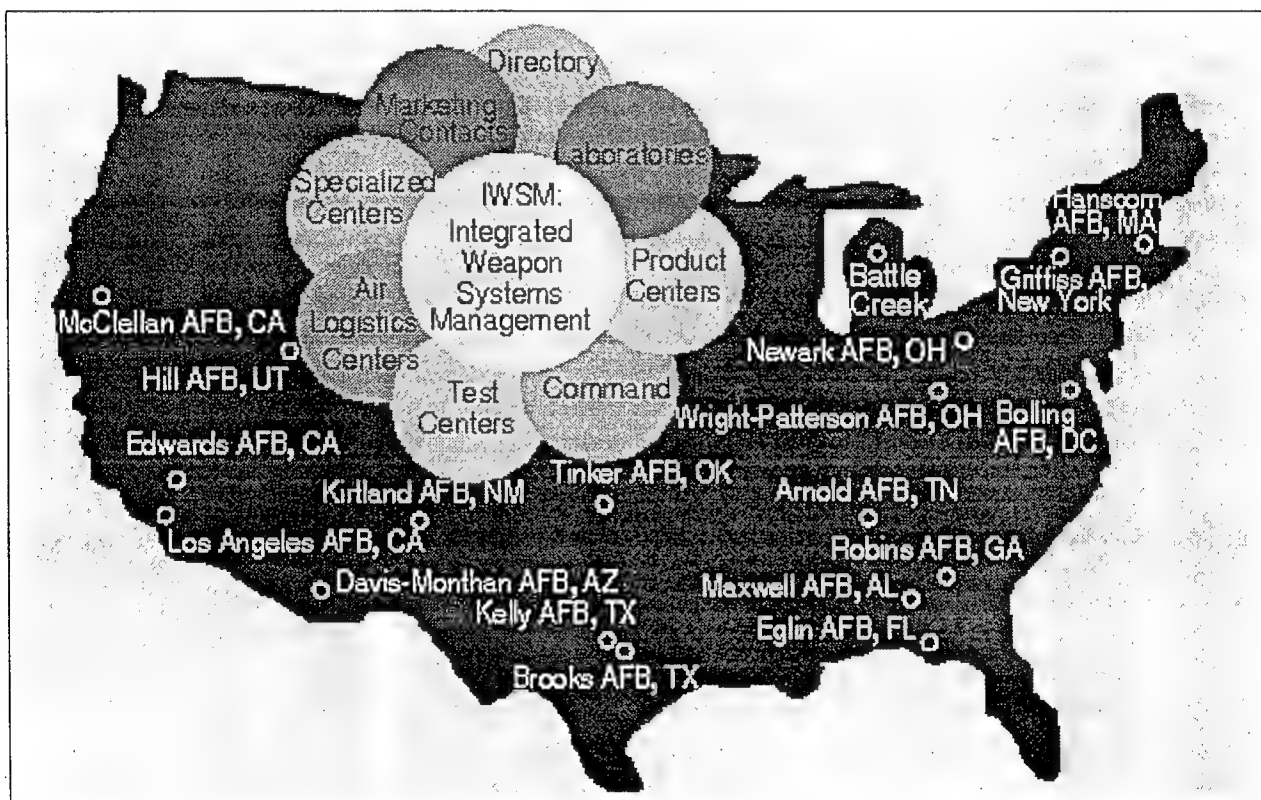 Directory
Marketing
Contacts
Laboratories
Specialized
Centers
IWSM:
Integrated
Weapon
Systems
Management
Product
Centers
Air
Logistics
Centers
Test
Centers
Command
Hanscom
AFB, MA
Battle
Creek
Griffiss AFB,
New York
McClellan AFB, CA
Hill AFB, UT
Newark AFB, OH
Wright-Patterson AFB, OH
Bolling
AFB, DC
Edwards AFB, CA
Kirtland AFB, NM
Tinker AFB, OK
Arnold AFB, TN
Los Angeles AFB, CA
Robins AFB, GA
Davis-Monthan AFB, AZ
Maxwell AFB, AL
Kelly AFB, TX
Eglin AFB, FL
Brooks AFB, TX